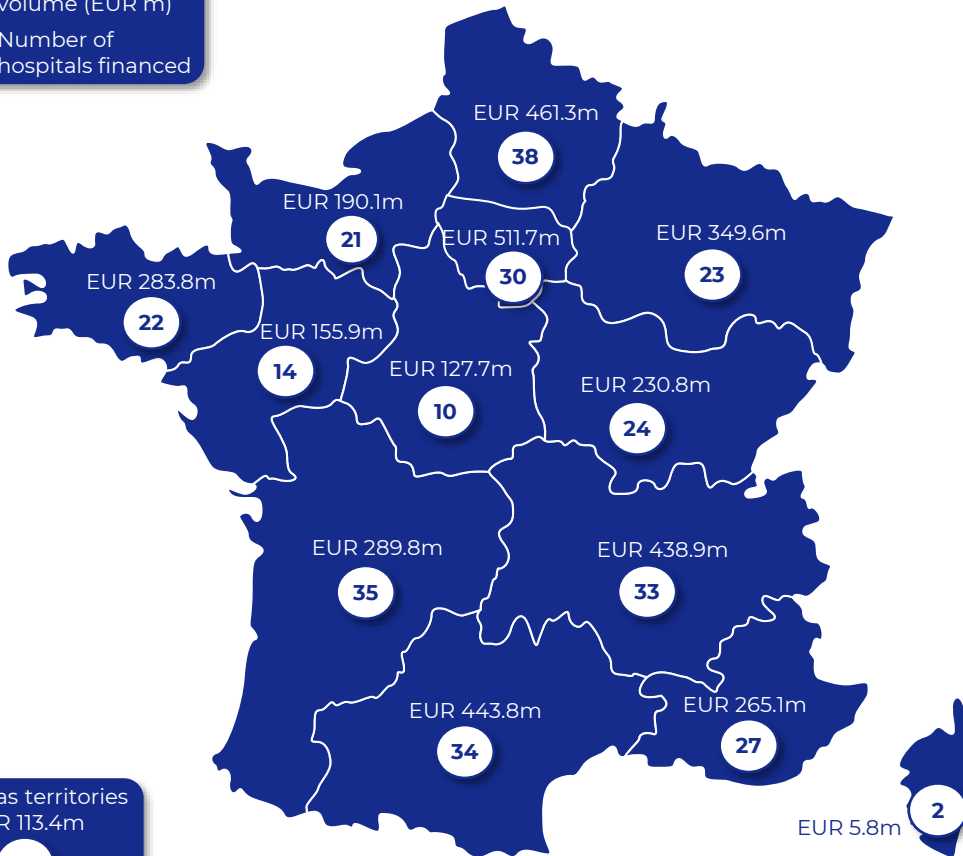 volume (EUR m)
Number of
hospitals financed
EUR 461.3m
38
EUR 190.1m
21
EUR 511.7m
30
EUR 349.6m
23
EUR 283.8m
22
EUR 155.9m
14
EUR 127.7m
10
EUR 230.8m
24
EUR 289.8m
35
EUR 438.9m
33
EUR 443.8m
34
EUR 265.1m
27
2
EUR 5.8m
territories
113.4m